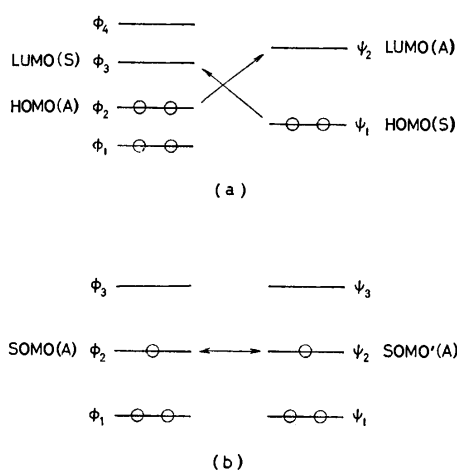 ϕ4
LUMO(S) ϕ3 ψ2 LUMO(A)
HOMO(A) ϕ2
ϕ1 ψ1 HOMO(S)
(a)
ϕ3 ψ3
SOMO(A) ϕ2 ψ2 SOMO'(A)
ϕ1 ψ1
(b)